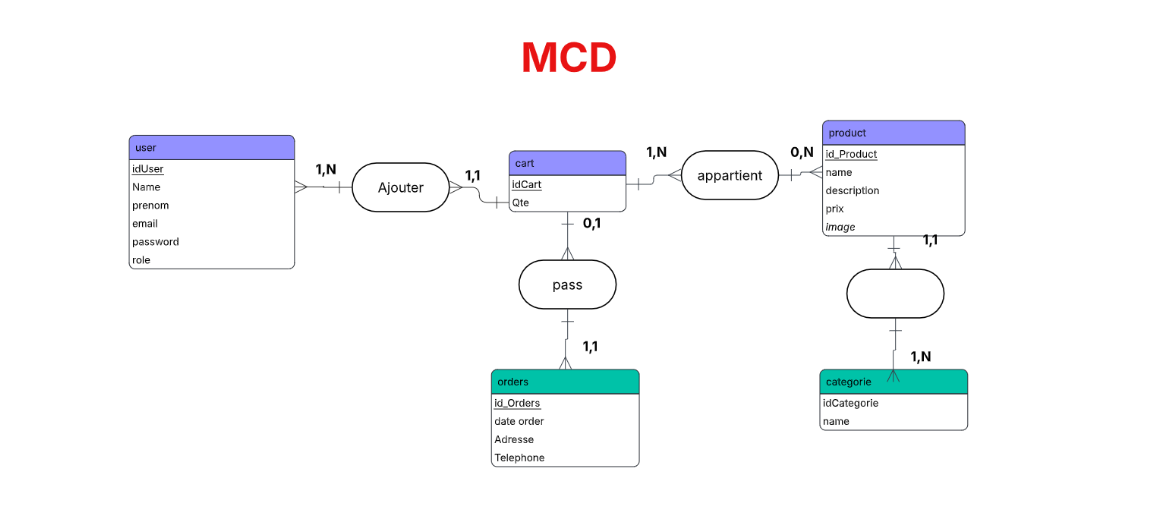 MCD
user
idUser
Name
prenom
email
password
role
1,N
Ajouter
1,1
cart
idCart
Qte
1,N
appartient
0,N
product
id_Product
name
description
prix
image
0,1
pass
1,1
orders
id_Orders
date order
Adresse
Telephone
1,1
1,N
categorie
idCategorie
name